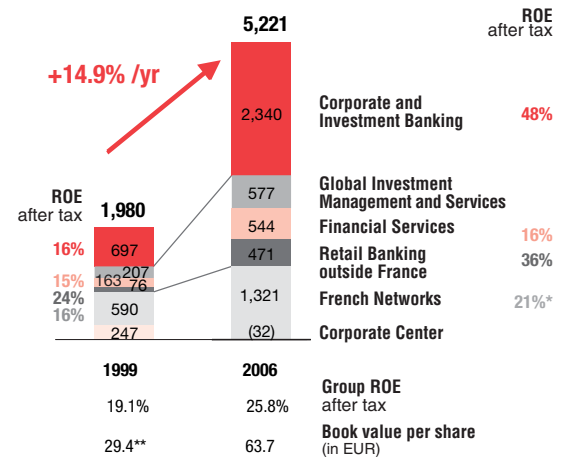 ROE
after tax
5,221
+14.9% /yr
2,340
Corporate and
Investment Banking
48%
ROE
after tax
1,980
577
Global Investment
Management and Services
544
Financial Services
16%
16%
697
207
471
Retail Banking
outside France
36%
15%
163
76
24%
16%
590
1,321
French Networks
21%*
247
(32)
Corporate Center
1999
2006
Group ROE
after tax
19.1%
25.8%
Book value per share
(in EUR)
29.4**
63.7